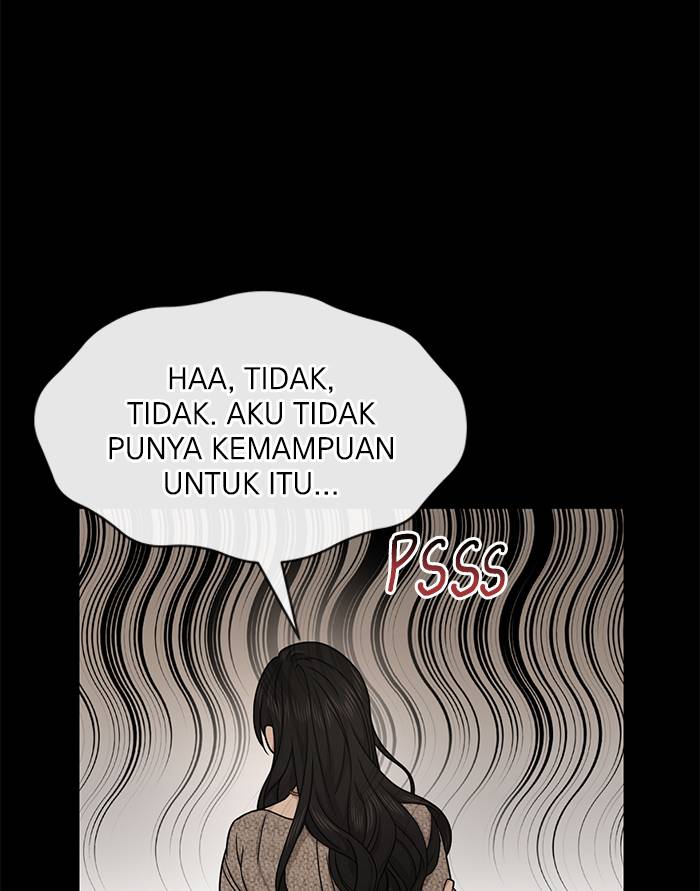 HAA, TIDAK,
TIDAK. AKU TIDAK
PUNYA KEMAMPUAN
UNTUK ITU...
PSSS